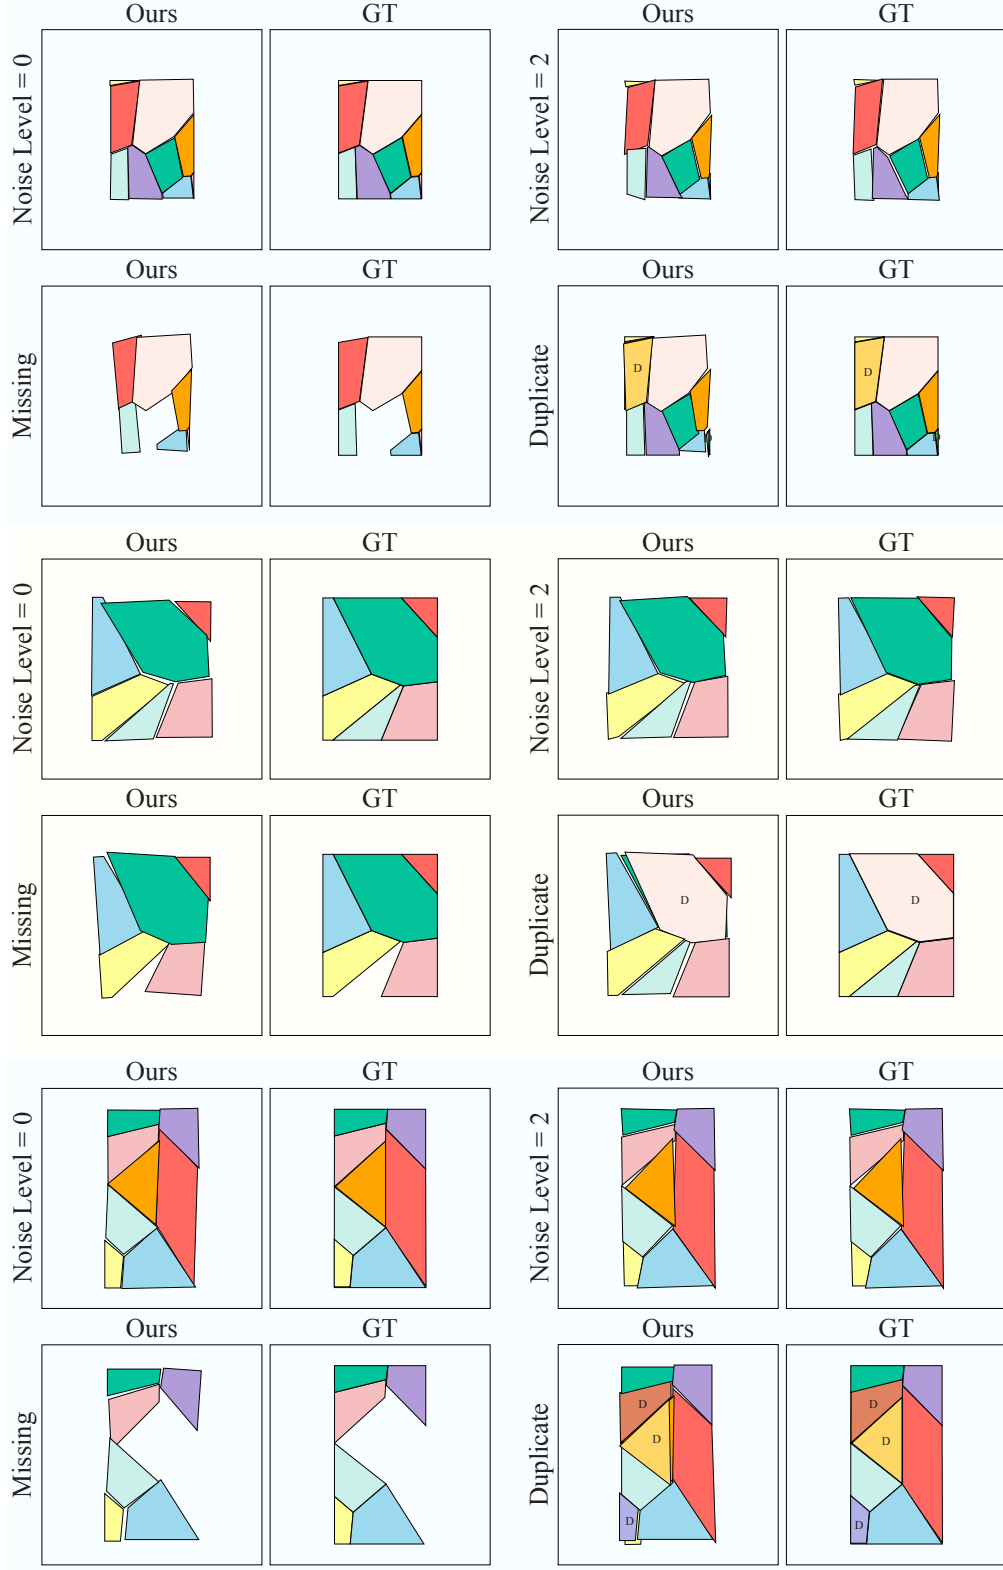 Ours GT Ours GT
Noise Level = 0
Noise Level = 2
Ours GT Ours GT
Missing
Duplicate
D
D
D
Ours GT Ours GT
Noise Level = 0
Noise Level = 2
Ours GT Ours GT
Missing
Duplicate
D
D
Ours GT Ours GT
Noise Level = 0
Noise Level = 2
Ours GT Ours GT
Missing
Duplicate
D
D
D
D
D
D